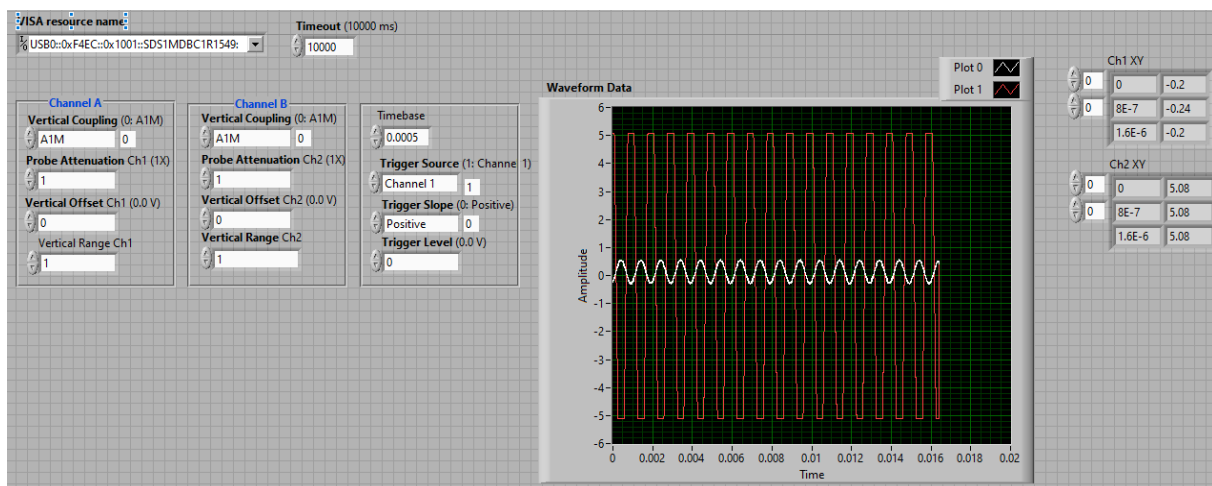 VISA resource name
USB0::0xF4EC::0x1001::SDS1MDBC1R1549:
Timeout (10000 ms)
10000
Channel A
Vertical Coupling (0: A1M)
A1M 0
Probe Attenuation Ch1 (1X)
1
Vertical Offset Ch1 (0.0 V)
0
Vertical Range Ch1
1
Channel B
Vertical Coupling (0: A1M)
A1M 0
Probe Attenuation Ch2 (1X)
1
Vertical Offset Ch2 (0.0 V)
0
Vertical Range Ch2
1
Timebase
0.0005
Trigger Source (1: Channel 1)
Channel 1 1
Trigger Slope (0: Positive)
Positive 0
Trigger Level (0.0 V)
0
Waveform Data
Plot 0
Plot 1
Amplitude
6
5
4
3
2
1
0
-1
-2
-3
-4
-5
-6
0 0.002 0.004 0.006 0.008 0.01 0.012 0.014 0.016 0.018 0.02
Time
Ch1 XY
0 0 -0.2
0 8E-7 -0.24
1.6E-6 -0.2
Ch2 XY
0 0 5.08
0 8E-7 5.08
1.6E-6 5.08